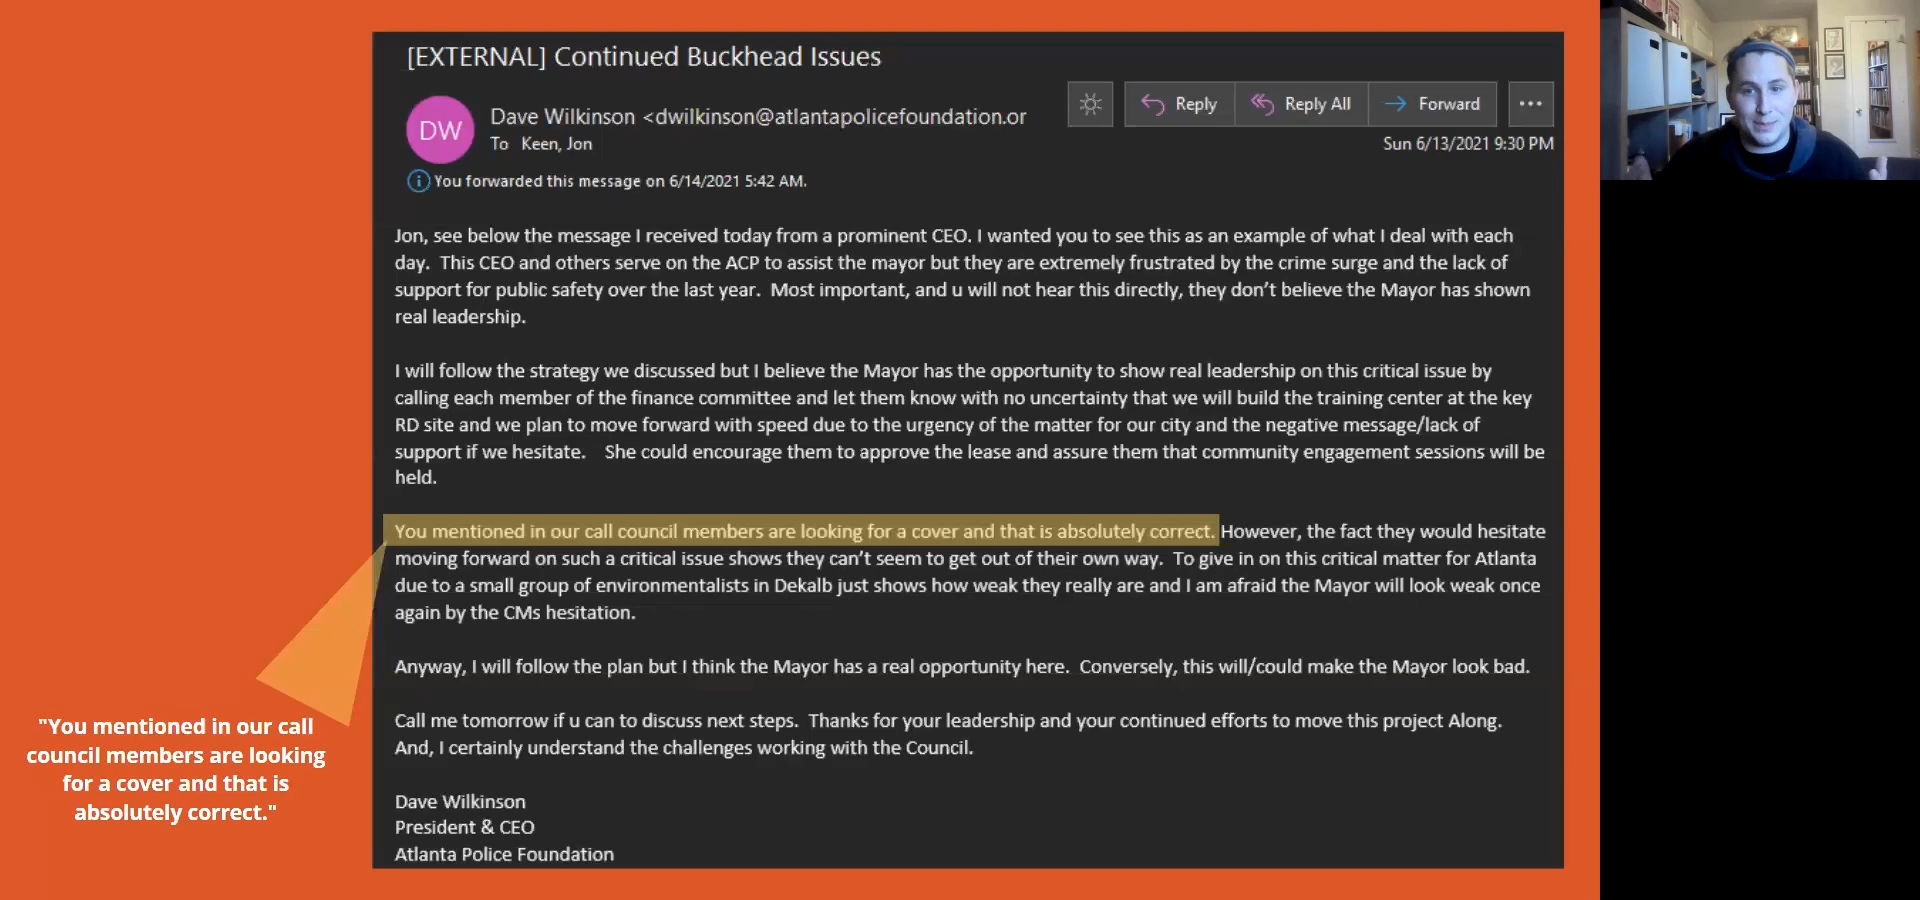 [EXTERNAL] Continued Buckhead Issues
DW
Dave Wilkinson <dwilkinson@atlantapolicefoundation.or
To Keen, Jon
Reply
Reply All
Forward
Sun 6/13/2021 9:30 PM
You forwarded this message on 6/14/2021 5:42 AM.
Jon, see below the message I received today from a prominent CEO. I wanted you to see this as an example of what I deal with each
day. This CEO and others serve on the ACP to assist the mayor but they are extremely frustrated by the crime surge and the lack of
support for public safety over the last year. Most important, and u will not hear this directly, they don't believe the Mayor has shown
real leadership.
I will follow the strategy we discussed but I believe the Mayor has the opportunity to show real leadership on this critical issue by
calling each member of the finance committee and let them know with no uncertainty that we will build the training center at the key
RD site and we plan to move forward with speed due to the urgency of the matter for our city and the negative message/lack of
support if we hesitate. She could encourage them to approve the lease and assure them that community engagement sessions will be
held.
You mentioned in our call council members are looking for a cover and that is absolutely correct. However, the fact they would hesitate
moving forward on such a critical issue shows they can't seem to get out of their own way. To give in on this critical matter for Atlanta
due to a small group of environmentalists in Dekalb just shows how weak they really are and I am afraid the Mayor will look weak once
again by the CMs hesitation.
Anyway, I will follow the plan but I think the Mayor has a real opportunity here. Conversely, this will/could make the Mayor look bad.
Call me tomorrow if u can to discuss next steps. Thanks for your leadership and your continued efforts to move this project Along.
And, I certainly understand the challenges working with the Council.
Dave Wilkinson
President & CEO
Atlanta Police Foundation
"You mentioned in our call
council members are looking
for a cover and that is
absolutely correct."